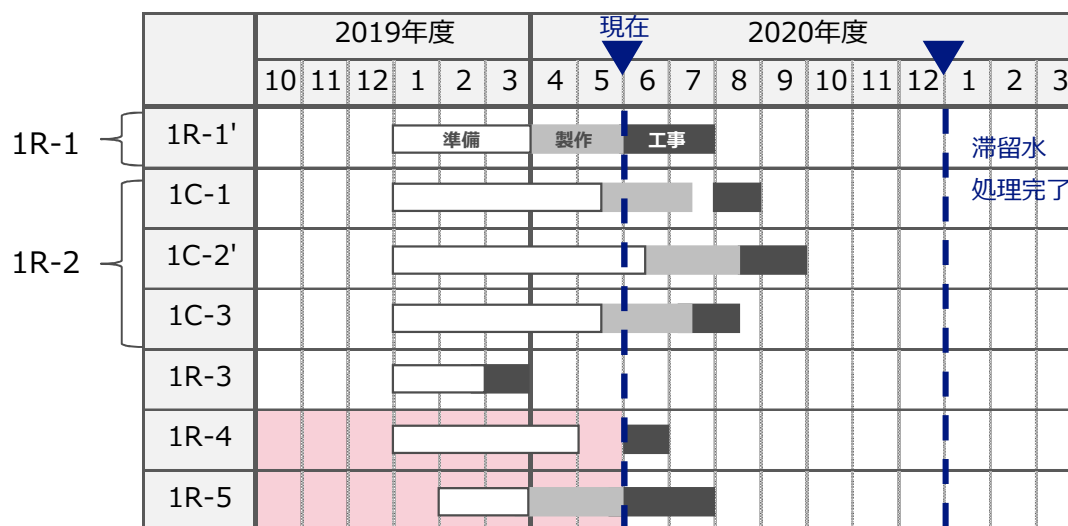 2019年度 現在 2020年度
10 11 12 1 2 3 4 5 6 7 8 9 10 11 12 1 2 3
1R-1 1R-1' 準備 製作 工事 滞留水
処理完了
1C-1
1R-2 1C-2'
1C-3
1R-3
1R-4
1R-5